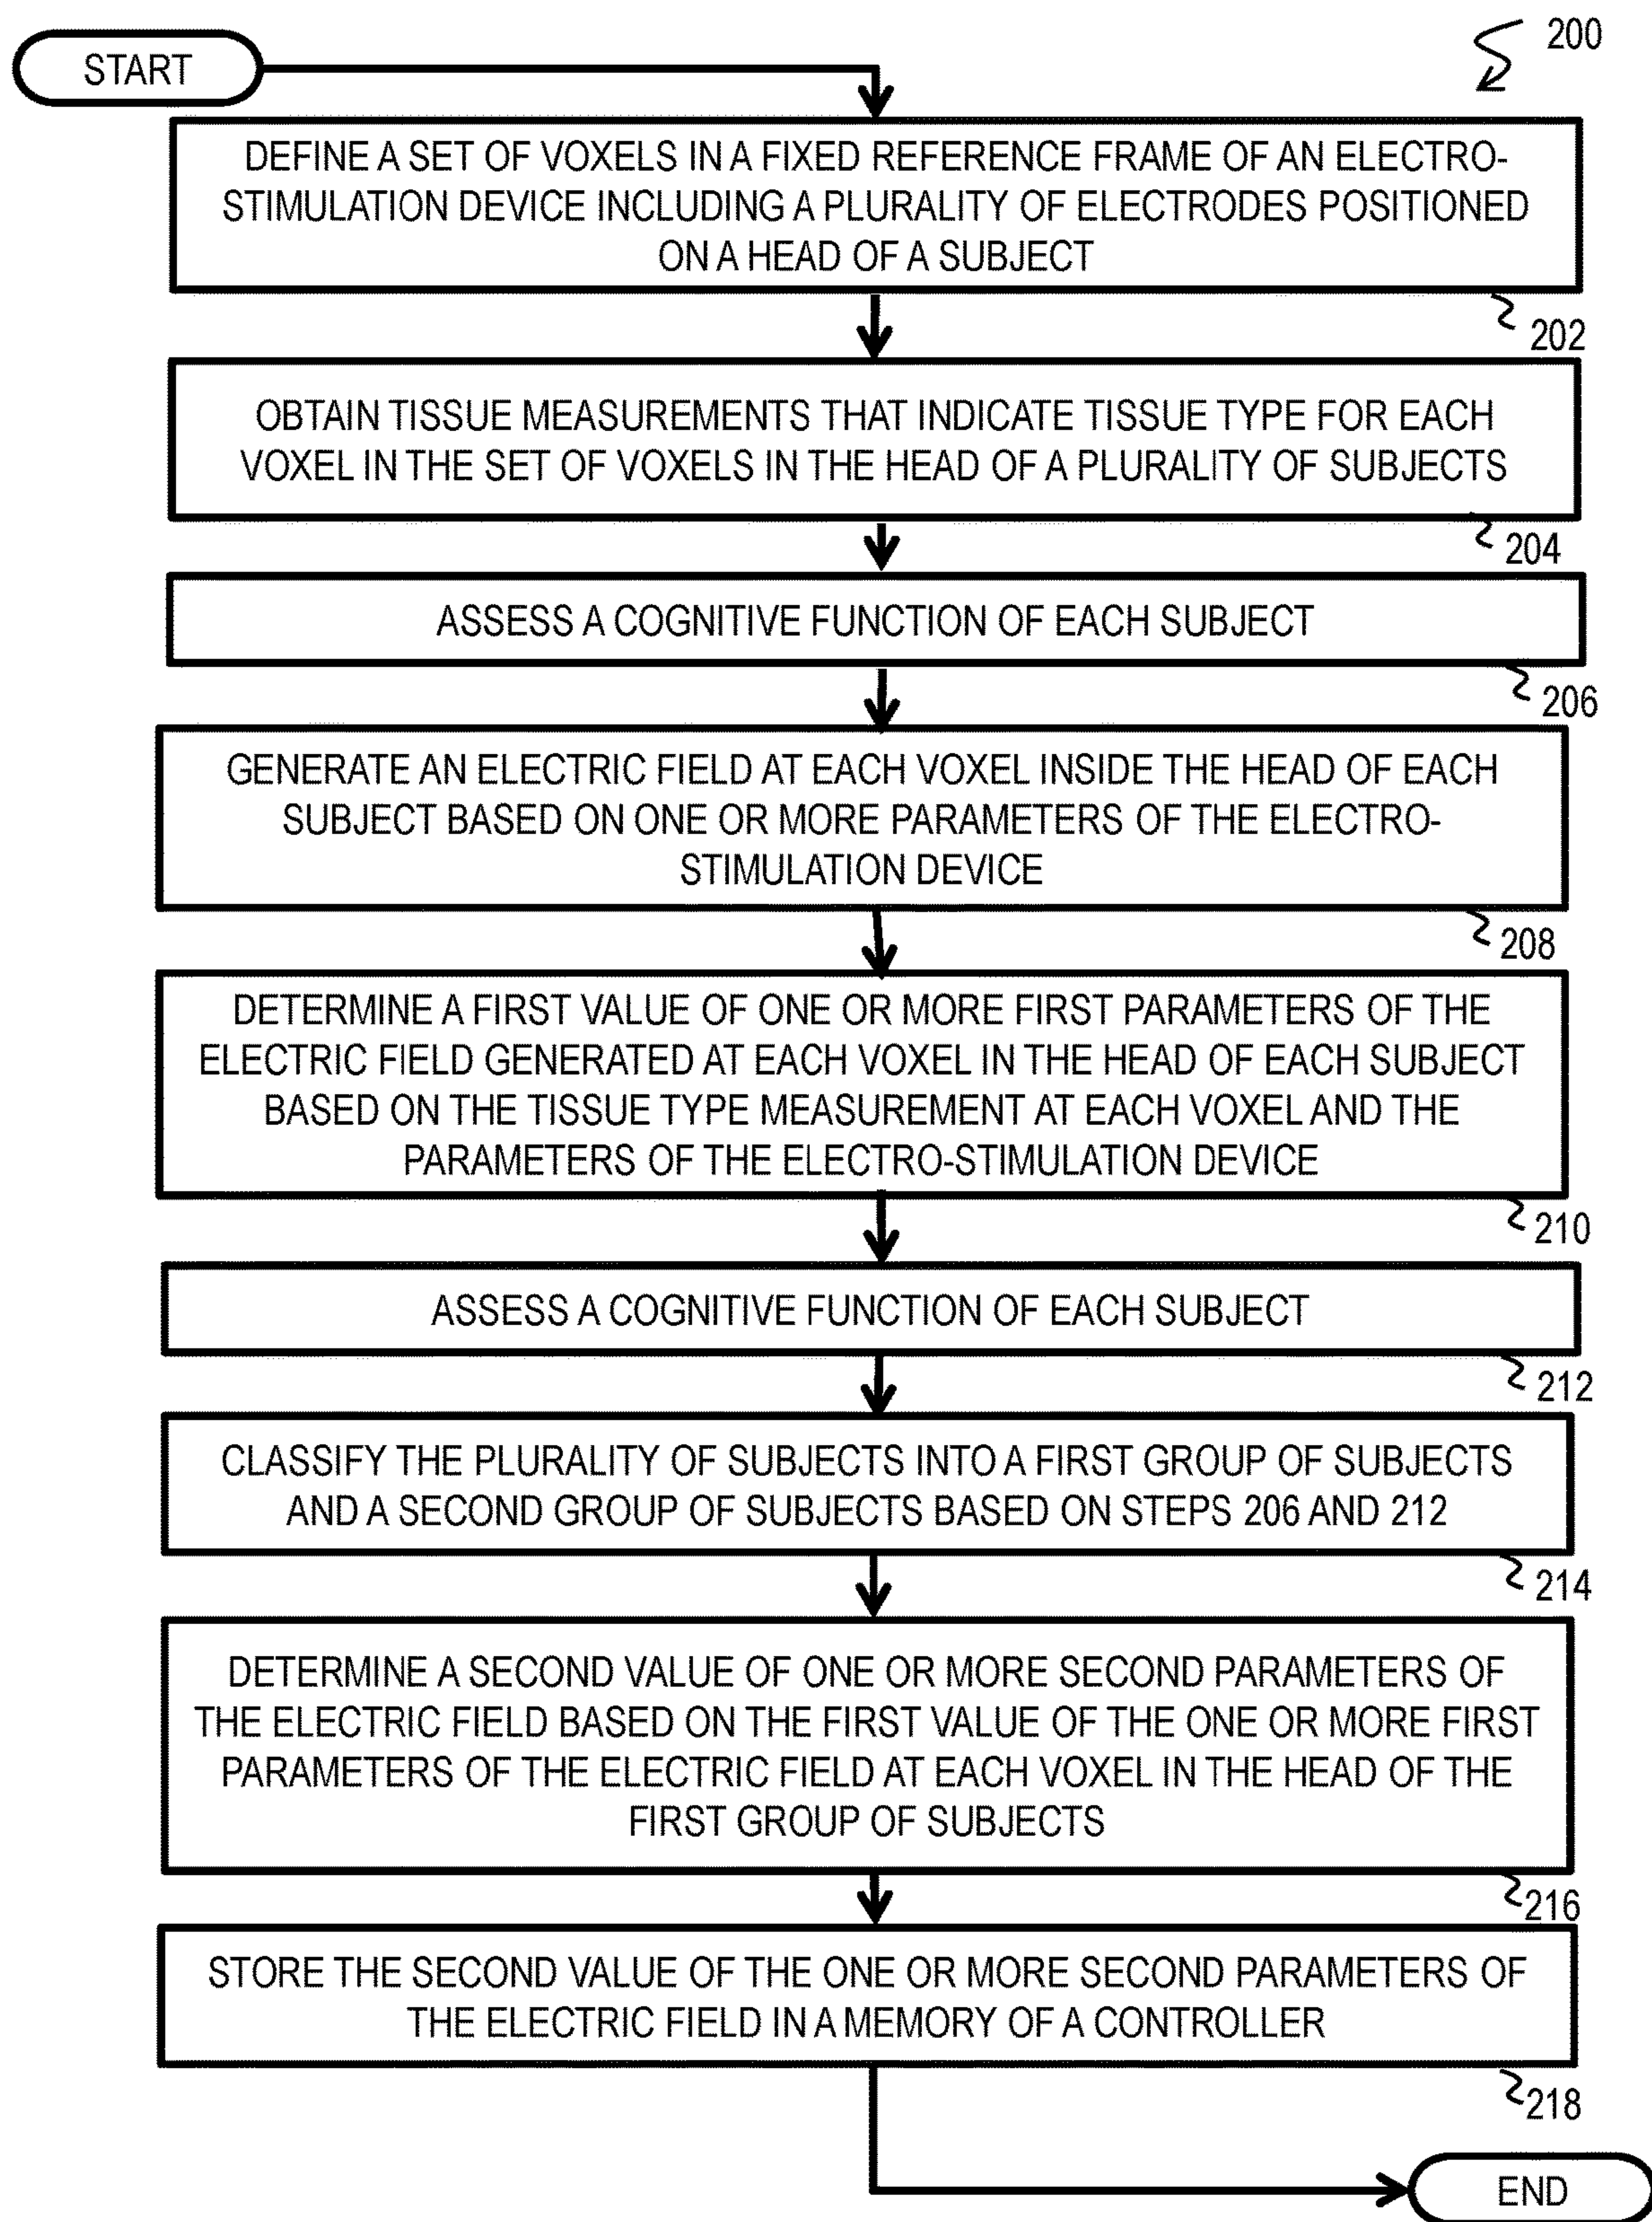 START
200
DEFINE A SET OF VOXELS IN A FIXED REFERENCE FRAME OF AN ELECTRO-
STIMULATION DEVICE INCLUDING A PLURALITY OF ELECTRODES POSITIONED
ON A HEAD OF A SUBJECT
202
OBTAIN TISSUE MEASUREMENTS THAT INDICATE TISSUE TYPE FOR EACH
VOXEL IN THE SET OF VOXELS IN THE HEAD OF A PLURALITY OF SUBJECTS
204
ASSESS A COGNITIVE FUNCTION OF EACH SUBJECT
206
GENERATE AN ELECTRIC FIELD AT EACH VOXEL INSIDE THE HEAD OF EACH
SUBJECT BASED ON ONE OR MORE PARAMETERS OF THE ELECTRO-
STIMULATION DEVICE
208
DETERMINE A FIRST VALUE OF ONE OR MORE FIRST PARAMETERS OF THE
ELECTRIC FIELD GENERATED AT EACH VOXEL IN THE HEAD OF EACH SUBJECT
BASED ON THE TISSUE TYPE MEASUREMENT AT EACH VOXEL AND THE
PARAMETERS OF THE ELECTRO-STIMULATION DEVICE
210
ASSESS A COGNITIVE FUNCTION OF EACH SUBJECT
212
CLASSIFY THE PLURALITY OF SUBJECTS INTO A FIRST GROUP OF SUBJECTS
AND A SECOND GROUP OF SUBJECTS BASED ON STEPS 206 AND 212
214
DETERMINE A SECOND VALUE OF ONE OR MORE SECOND PARAMETERS OF
THE ELECTRIC FIELD BASED ON THE FIRST VALUE OF THE ONE OR MORE FIRST
PARAMETERS OF THE ELECTRIC FIELD AT EACH VOXEL IN THE HEAD OF THE
FIRST GROUP OF SUBJECTS
216
STORE THE SECOND VALUE OF THE ONE OR MORE SECOND PARAMETERS OF
THE ELECTRIC FIELD IN A MEMORY OF A CONTROLLER
218
END